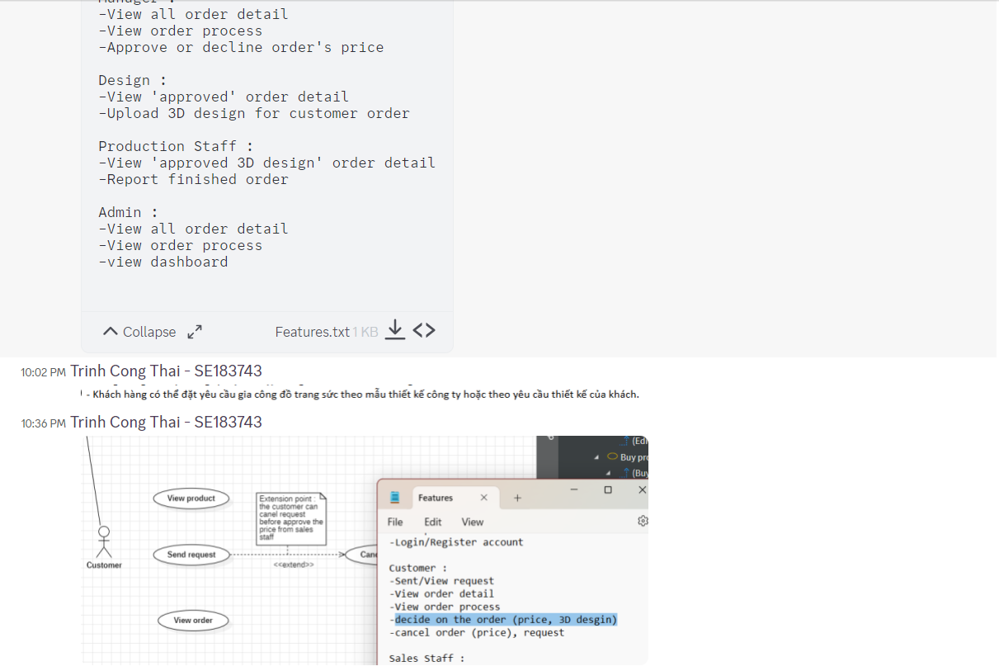 Manager :
-View all order detail
-View order process
-Approve or decline order's price
Design :
-View 'approved' order detail
-Upload 3D design for customer order
Production Staff :
-View 'approved 3D design' order detail
-Report finished order
Admin :
-View all order detail
-View order process
-view dashboard
Collapse
Features.txt 1 KB
10:02 PM Trinh Cong Thai - SE183743
- Khách hàng có thể đặt yêu cầu gia công đồ trang sức theo mẫu thiết kế công ty hoặc theo yêu cầu thiết kế của khách.
10:36 PM Trinh Cong Thai - SE183743
View product
Extension point :
the customer can
canel request
before approve the
price from sales
staff
Send request
<<extend>>
Customer
View order
Buy
Features
File Edit View
-Login/Register account
Customer :
-Sent/View request
-View order detail
-View order process
-decide on the order (price, 3D desgin)
-cancel order (price), request
Sales Staff :